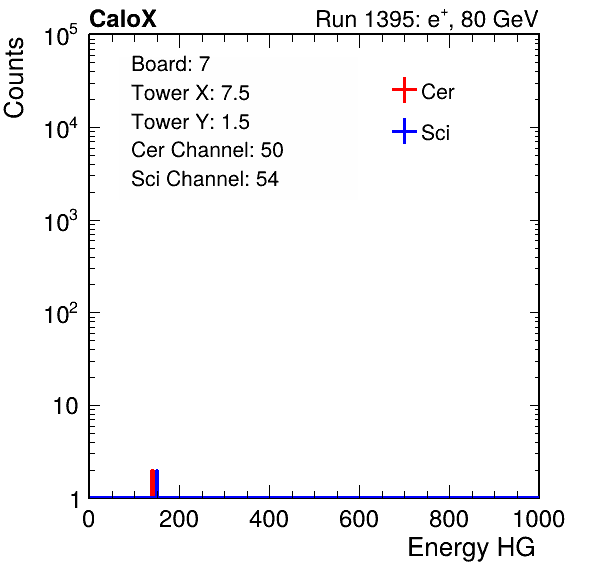 CaloX Run 1395: e+, 80 GeV
Counts
10^5
10^4
10^3
10^2
10
1
Board: 7
Tower X: 7.5
Tower Y: 1.5
Cer Channel: 50
Sci Channel: 54
Cer
Sci
0 200 400 600 800 1000
Energy HG